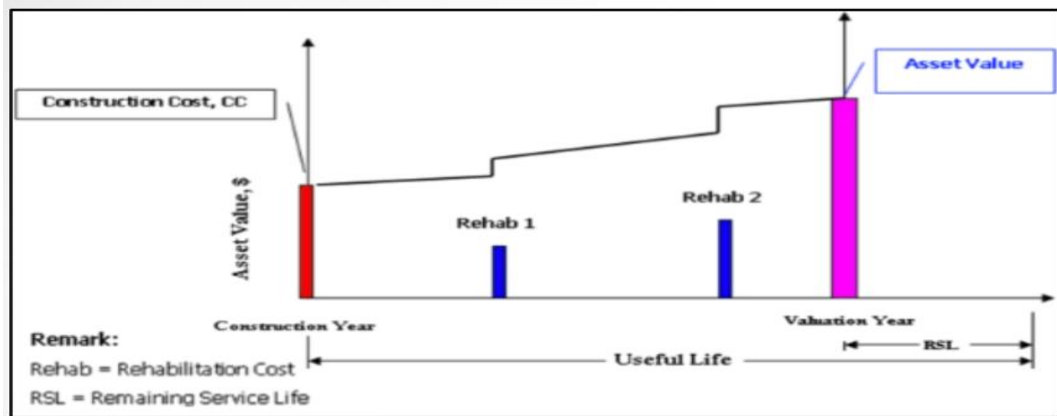 Asset Value
Construction Cost, CC
Asset Value, $
Rehab 1
Rehab 2
Construction Year
Valuation Year
RSL
Useful Life
Remark:
Rehab = Rehabilitation Cost
RSL = Remaining Service Life